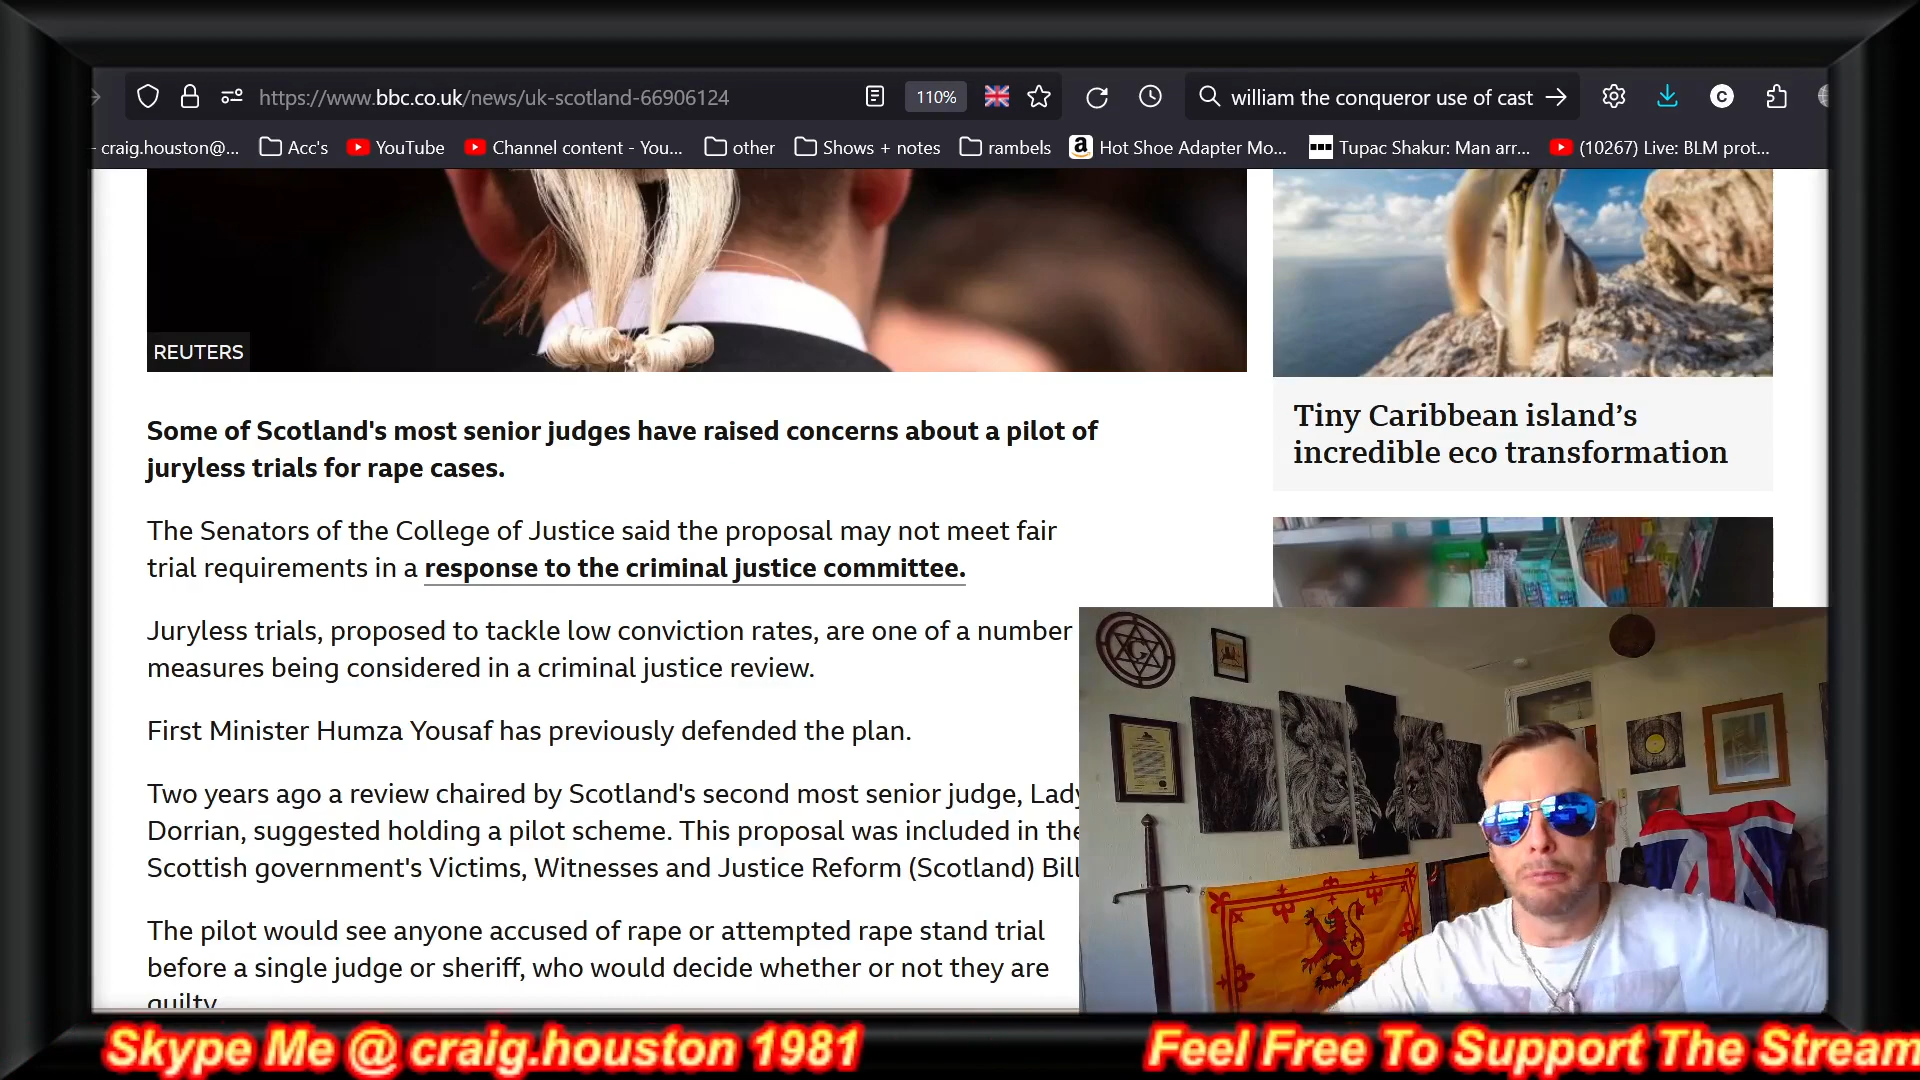 https://www.bbc.co.uk/news/uk-scotland-66906124
110%
william the conqueror use of cast
C
- craig.houston@...
Acc's
YouTube
Channel content - You...
other
Shows + notes
rambels
Hot Shoe Adapter Mo...
Tupac Shakur: Man arr...
(10267) Live: BLM prot...
REUTERS
Some of Scotland's most senior judges have raised concerns about a pilot of
juryless trials for rape cases.
The Senators of the College of Justice said the proposal may not meet fair
trial requirements in a response to the criminal justice committee.
Juryless trials, proposed to tackle low conviction rates, are one of a number
measures being considered in a criminal justice review.
First Minister Humza Yousaf has previously defended the plan.
Two years ago a review chaired by Scotland's second most senior judge, Lady
Dorrian, suggested holding a pilot scheme. This proposal was included in the
Scottish government's Victims, Witnesses and Justice Reform (Scotland) Bill
The pilot would see anyone accused of rape or attempted rape stand trial
before a single judge or sheriff, who would decide whether or not they are
guilty
Tiny Caribbean island's
incredible eco transformation
Skype Me @ craig.houston 1981
Feel Free To Support The Stream